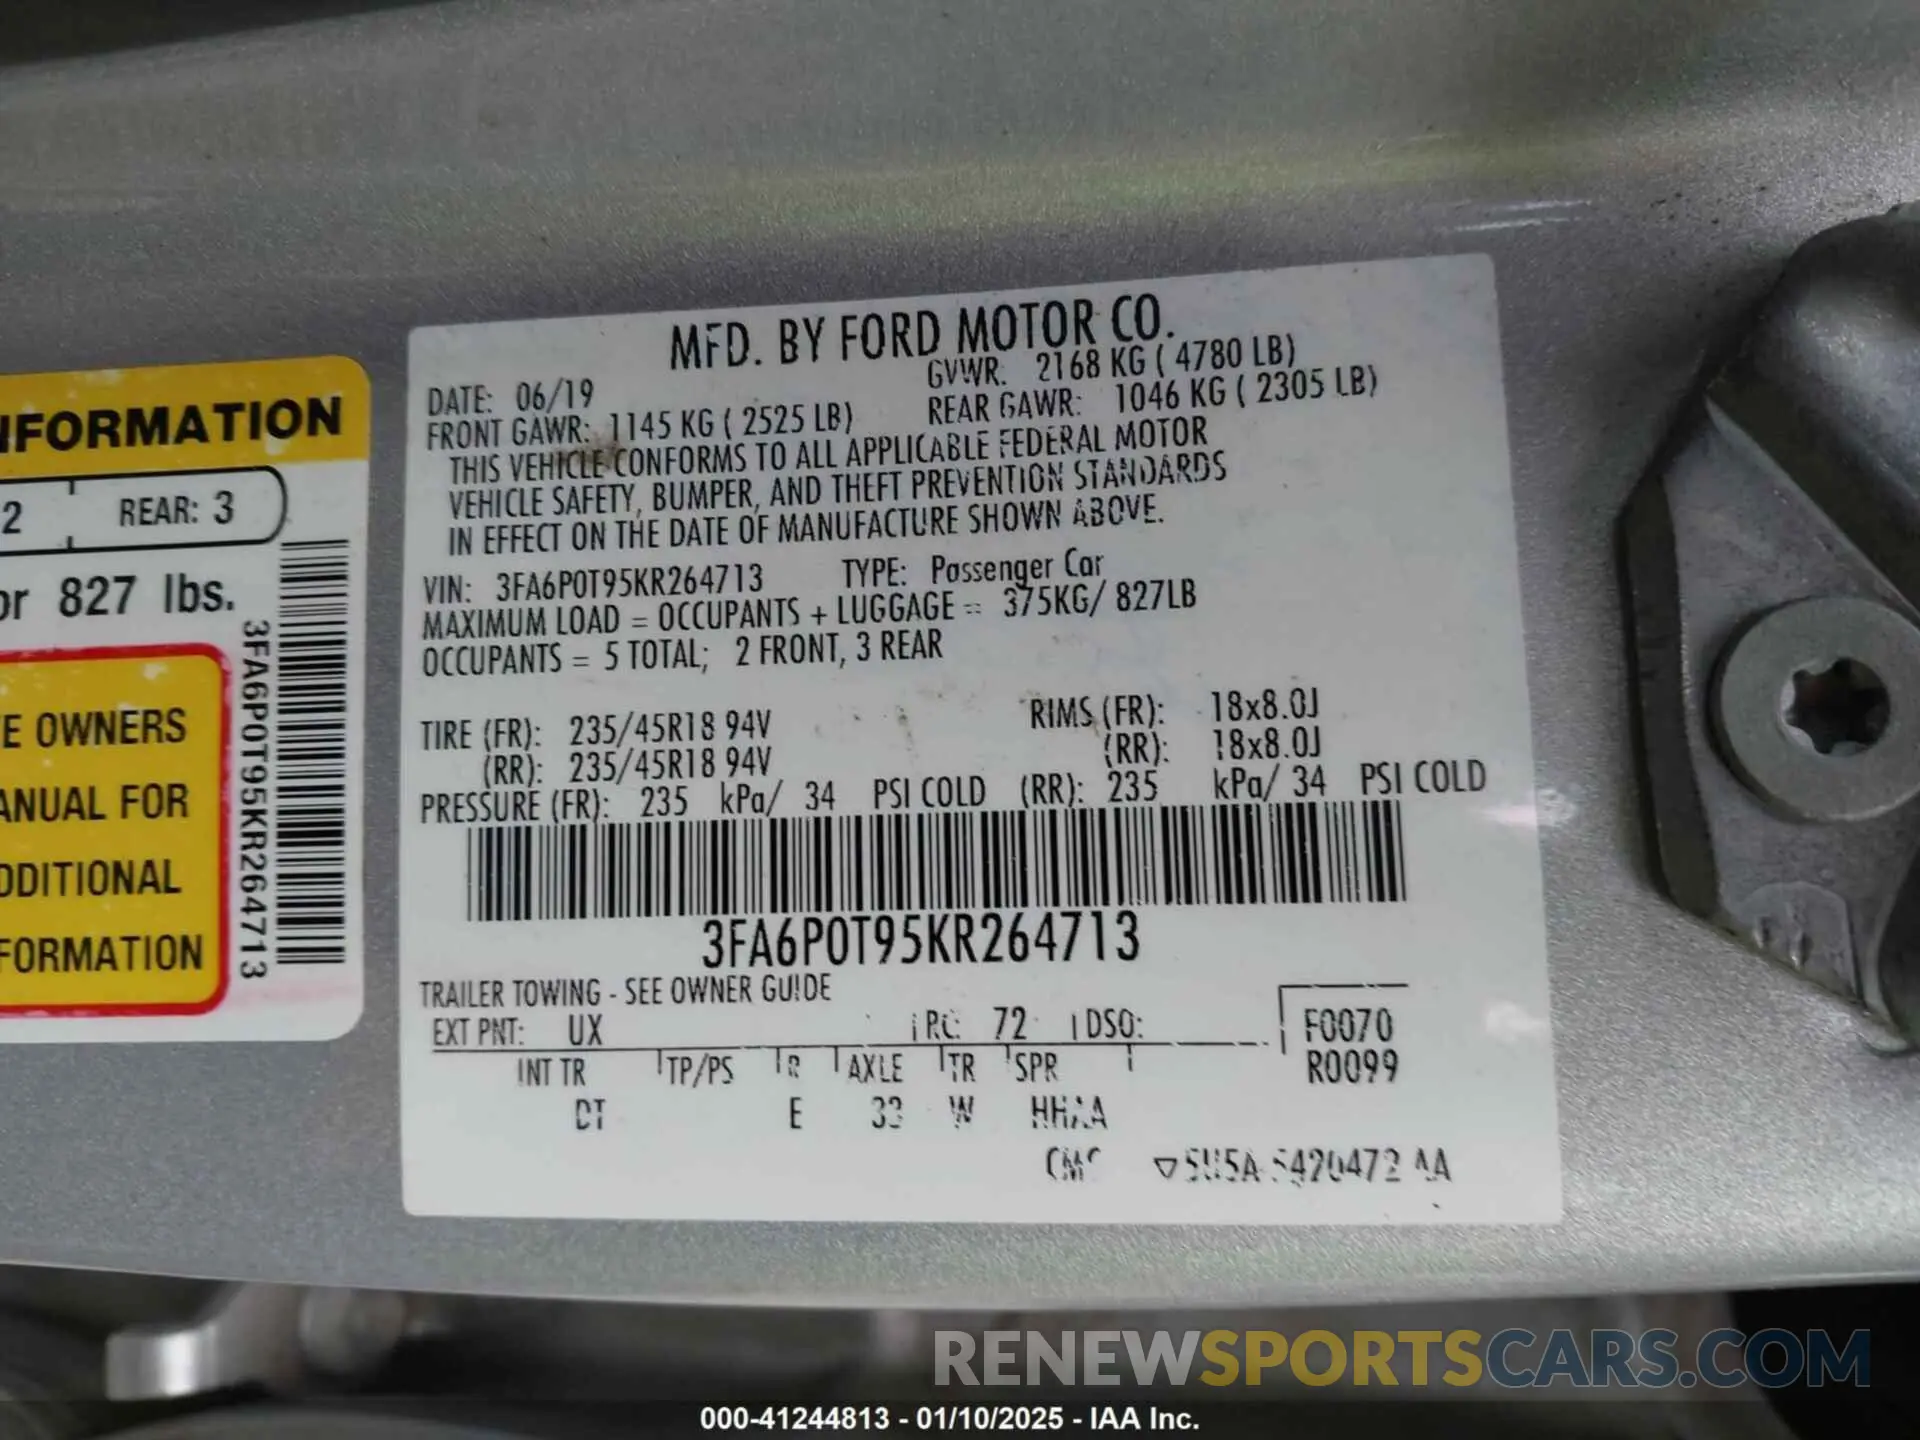 INFORMATION
2 REAR: 3
or 827 lbs.
3FA6P0T95KR264713
OWNERS
FOR
MFD. BY FORD MOTOR CO.
DATE: 06/19 GVWR: 2168 KG ( 4780 LB)
FRONT GAWR: 1145 KG ( 2525 LB) REAR GAWR: 1046 KG ( 2305 LB)
THIS VEHICLE CONFORMS TO ALL APPLICABLE FEDERAL MOTOR
VEHICLE SAFETY, BUMPER, AND THEFT PREVENTION STANDARDS
IN EFFECT ON THE DATE OF MANUFACTURE SHOWN ABOVE.
VIN: 3FA6P0T95KR264713 TYPE: Passenger Car
MAXIMUM LOAD = OCCUPANTS + LUGGAGE = 375KG/ 827LB
OCCUPANTS = 5 TOTAL; 2 FRONT, 3 REAR
TIRE (FR): 235/45R18 94V RIMS (FR): 18x8.0J
(RR): 235/45R18 94V (RR): 18x8.0J
PRESSURE (FR): 235 kPa/ 34 PSI COLD (RR): 235 kPa/ 34 PSI COLD
3FA6P0T95KR264713
TRAILER TOWING - SEE OWNER GUIDE
EXT PNT: UX RC: 72 DSO: F0070
INT TR TP/PS R AXLE TR SPR R0099
DT E 33 W HHAA
▽5U5A 5420472 AA
RENEWSPORTSCARS.COM
000-41244813 - 01/10/2025 - IAA Inc.